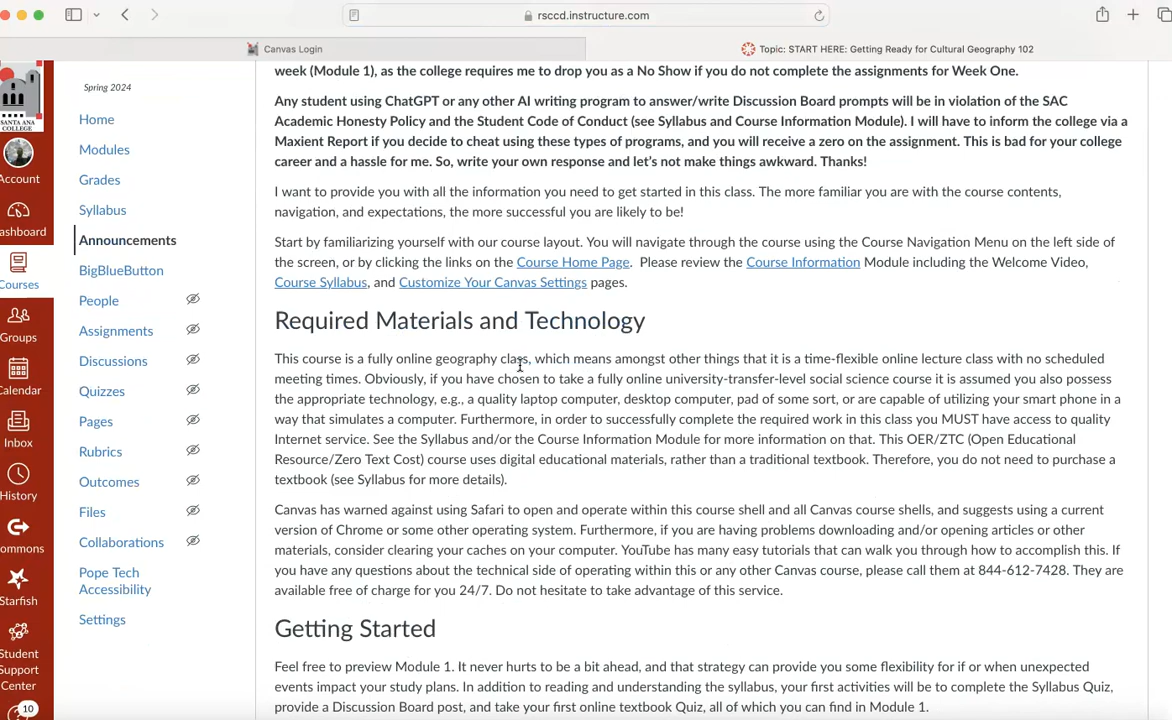 rsccd.instructure.com
Canvas Login
Topic: START HERE: Getting Ready for Cultural Geography 102
SANTA ANA
COLLEGE
Account
ashboard
Courses
Groups
Calendar
Inbox
History
ommons
Starfish
Student
Support
Center
10
Spring 2024
Home
Modules
Grades
Syllabus
Announcements
BigBlueButton
People
Assignments
Discussions
Quizzes
Pages
Rubrics
Outcomes
Files
Collaborations
Pope Tech
Accessibility
Settings
week (Module 1), as the college requires me to drop you as a No Show if you do not complete the assignments for Week One.
Any student using ChatGPT or any other AI writing program to answer/write Discussion Board prompts will be in violation of the SAC
Academic Honesty Policy and the Student Code of Conduct (see Syllabus and Course Information Module). I will have to inform the college via a
Maxient Report if you decide to cheat using these types of programs, and you will receive a zero on the assignment. This is bad for your college
career and a hassle for me. So, write your own response and let's not make things awkward. Thanks!
I want to provide you with all the information you need to get started in this class. The more familiar you are with the course contents,
navigation, and expectations, the more successful you are likely to be!
Start by familiarizing yourself with our course layout. You will navigate through the course using the Course Navigation Menu on the left side of
the screen, or by clicking the links on the Course Home Page. Please review the Course Information Module including the Welcome Video,
Course Syllabus, and Customize Your Canvas Settings pages.
Required Materials and Technology
This course is a fully online geography class, which means amongst other things that it is a time-flexible online lecture class with no scheduled
meeting times. Obviously, if you have chosen to take a fully online university-transfer-level social science course it is assumed you also possess
the appropriate technology, e.g., a quality laptop computer, desktop computer, pad of some sort, or are capable of utilizing your smart phone in a
way that simulates a computer. Furthermore, in order to successfully complete the required work in this class you MUST have access to quality
Internet service. See the Syllabus and/or the Course Information Module for more information on that. This OER/ZTC (Open Educational
Resource/Zero Text Cost) course uses digital educational materials, rather than a traditional textbook. Therefore, you do not need to purchase a
textbook (see Syllabus for more details).
Canvas has warned against using Safari to open and operate within this course shell and all Canvas course shells, and suggests using a current
version of Chrome or some other operating system. Furthermore, if you are having problems downloading and/or opening articles or other
materials, consider clearing your caches on your computer. YouTube has many easy tutorials that can walk you through how to accomplish this. If
you have any questions about the technical side of operating within this or any other Canvas course, please call them at 844-612-7428. They are
available free of charge for you 24/7. Do not hesitate to take advantage of this service.
Getting Started
Feel free to preview Module 1. It never hurts to be a bit ahead, and that strategy can provide you some flexibility for if or when unexpected
events impact your study plans. In addition to reading and understanding the syllabus, your first activities will be to complete the Syllabus Quiz,
provide a Discussion Board post, and take your first online textbook Quiz, all of which you can find in Module 1.